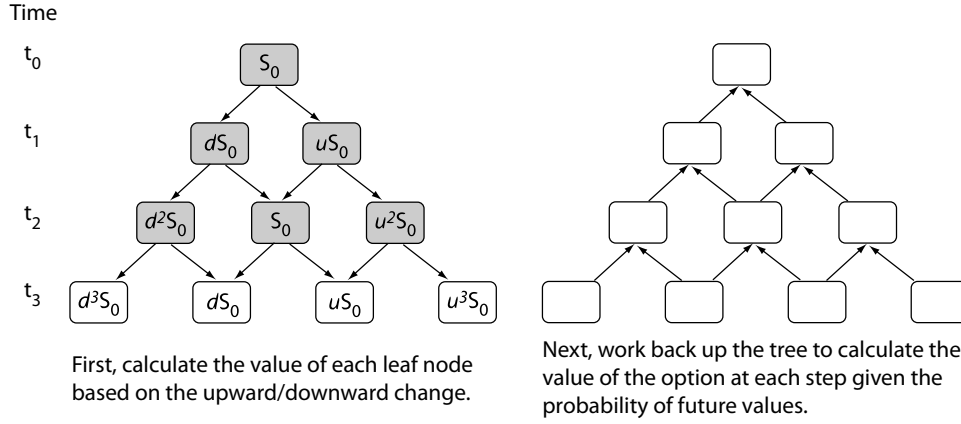 Time
t₀ S₀
t₁ dS₀ uS₀
t₂ d²S₀ S₀ u²S₀
t₃ d³S₀ dS₀ uS₀ u³S₀
First, calculate the value of each leaf node
based on the upward/downward change.
Next, work back up the tree to calculate the
value of the option at each step given the
probability of future values.